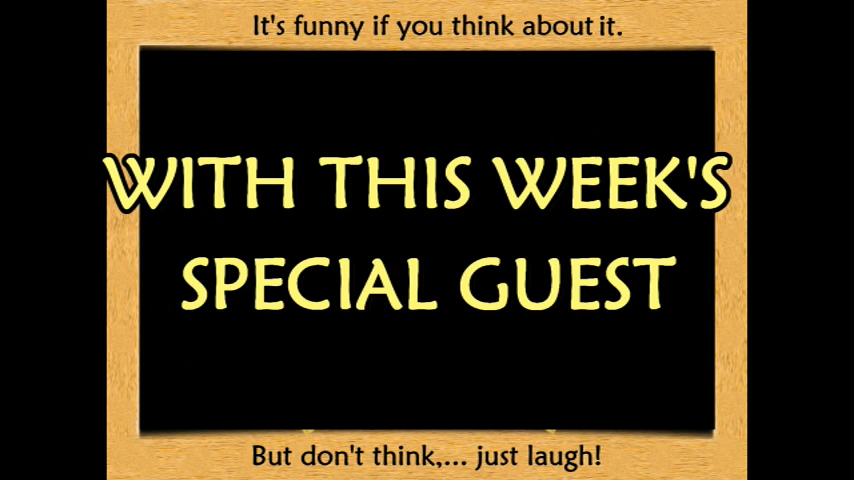 It's funny if you think about it.
WITH THIS WEEK'S
SPECIAL GUEST
But don't think,... just laugh!